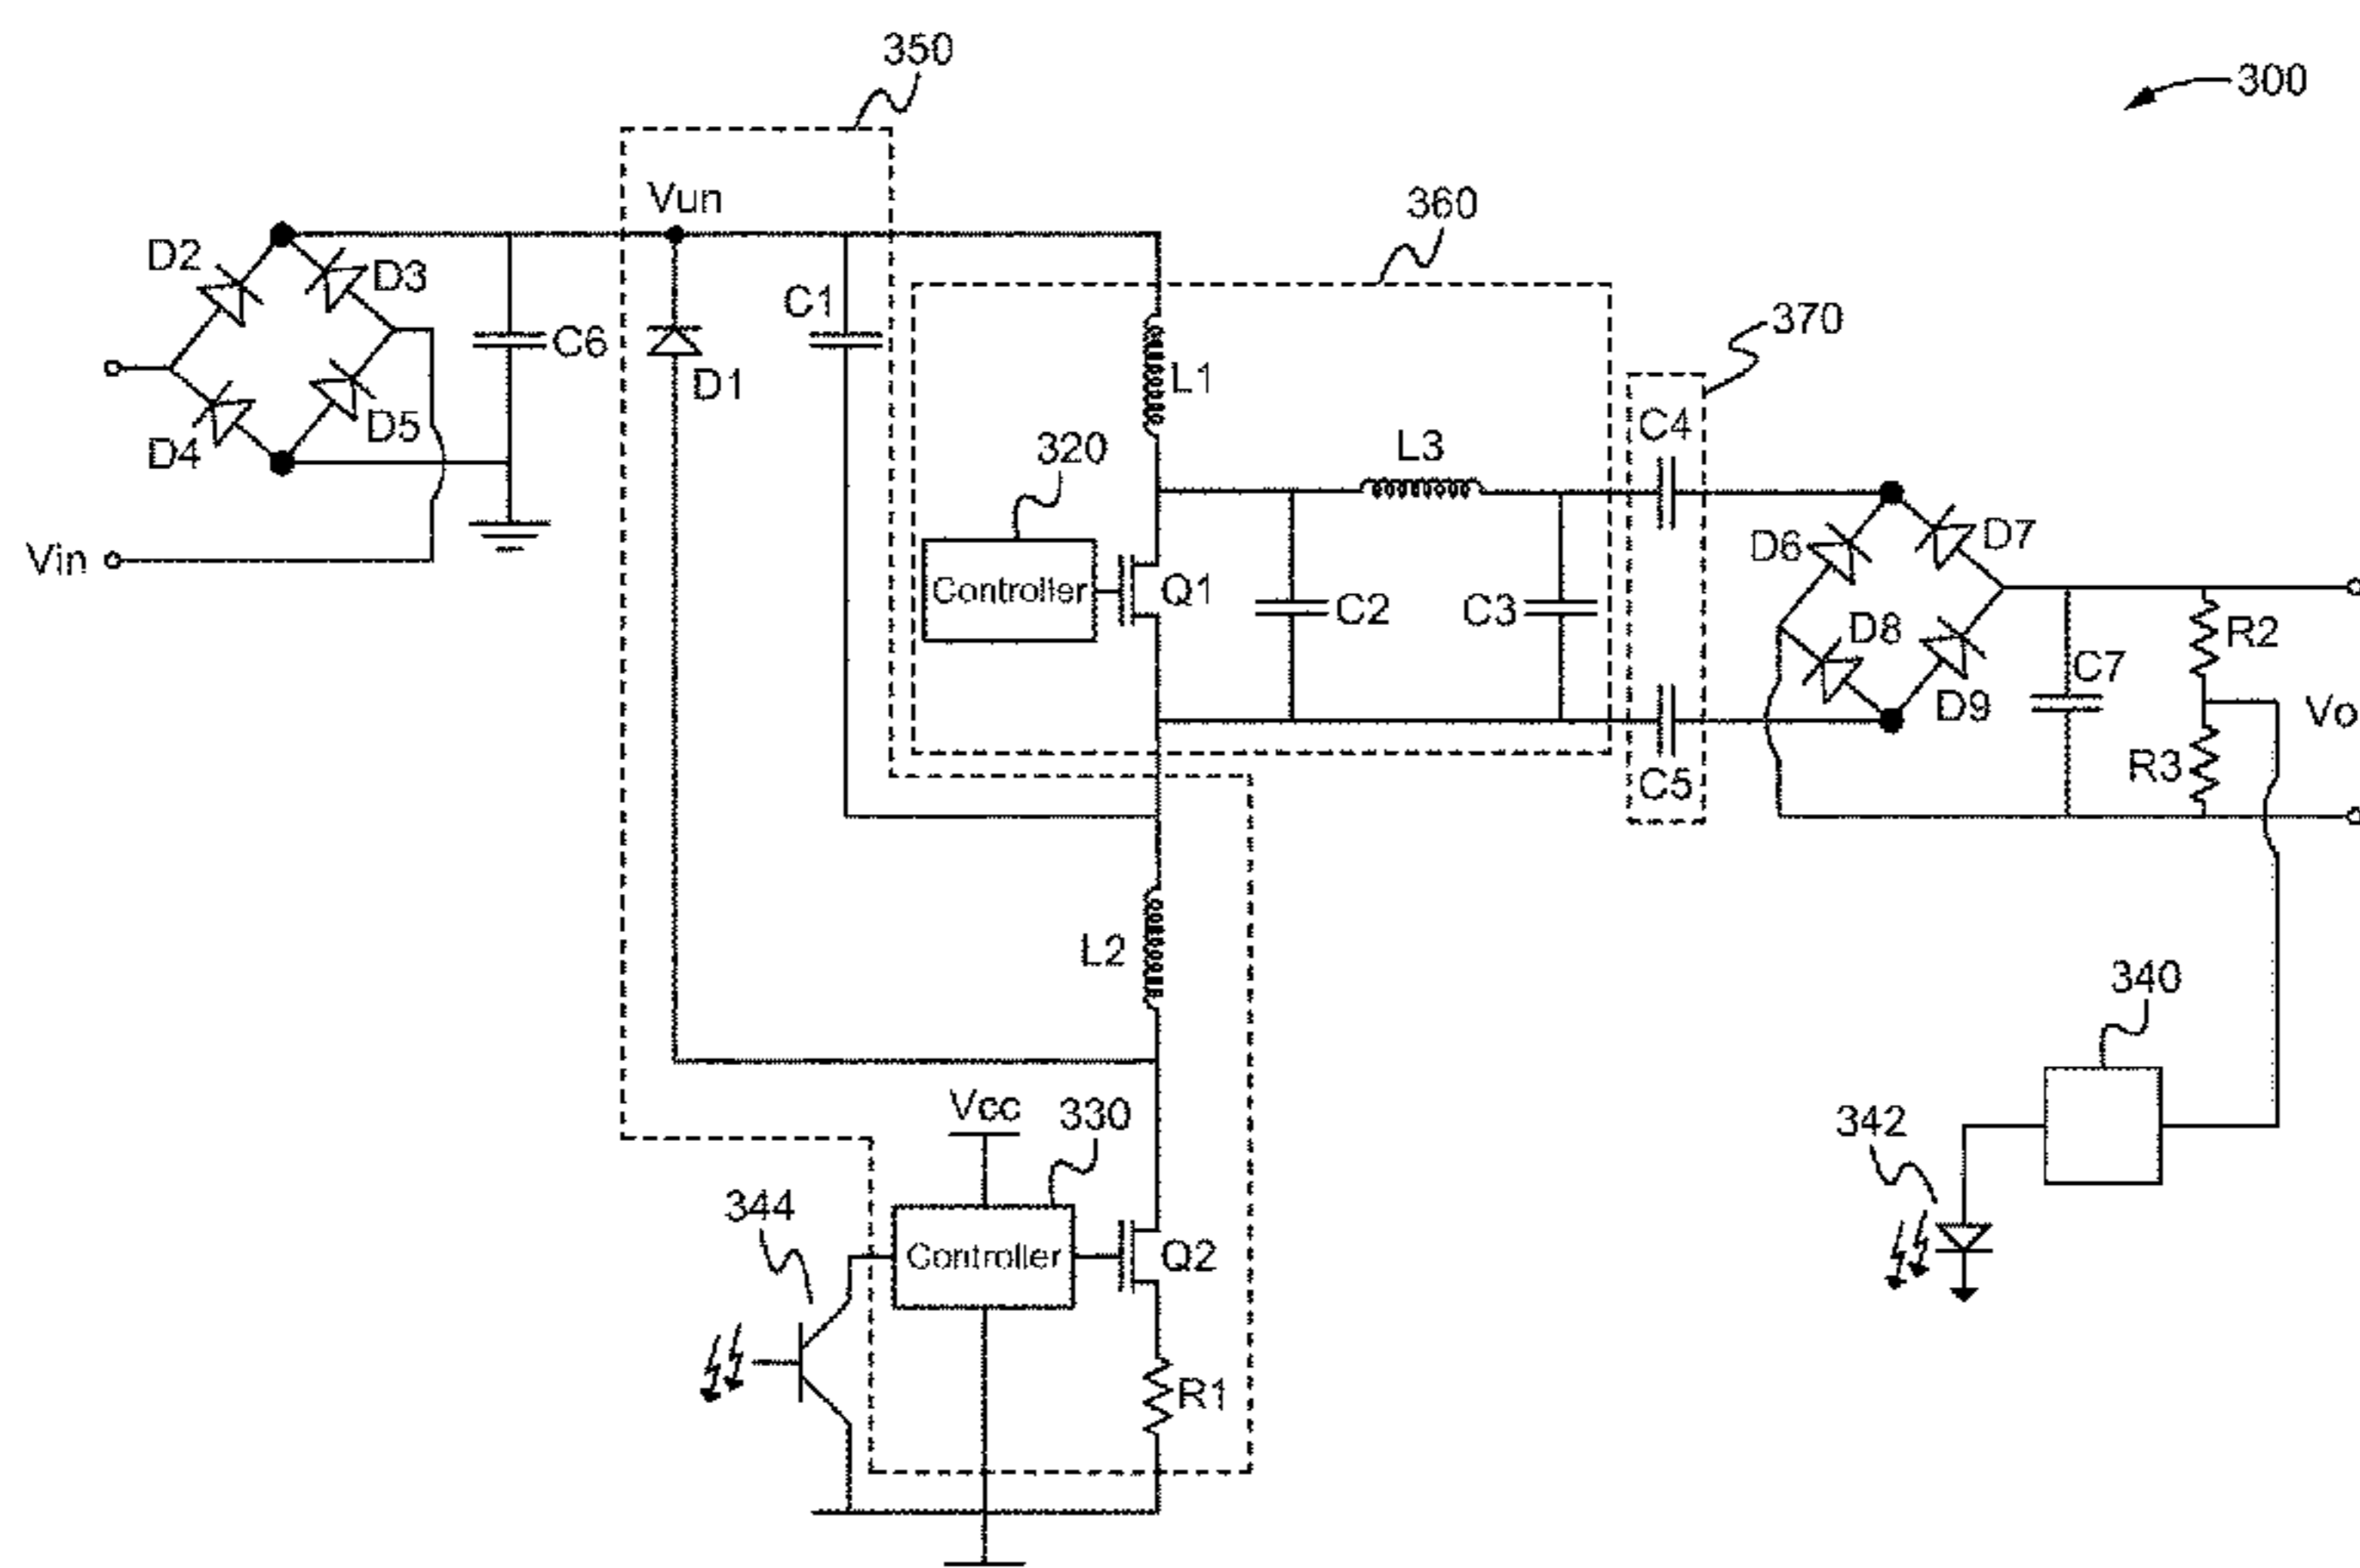 350
300
Vun
360
D2
D3
C1
C6
370
D1
L1
C4
D4
D5
320
L3
D6
D7
Vin
Controller
Q1
C2
C3
D8
R2
C7
D9
Vo
R3
C5
L2
340
Vcc
330
342
344
Controller
Q2
R1